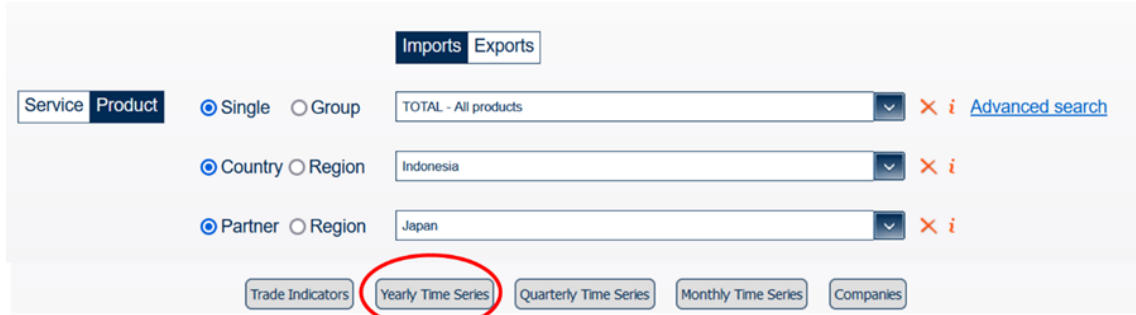 Imports Exports
Service Product Single Group TOTAL - All products i Advanced search
Country Region Indonesia i
Partner Region Japan i
Trade Indicators Yearly Time Series Quarterly Time Series Monthly Time Series Companies